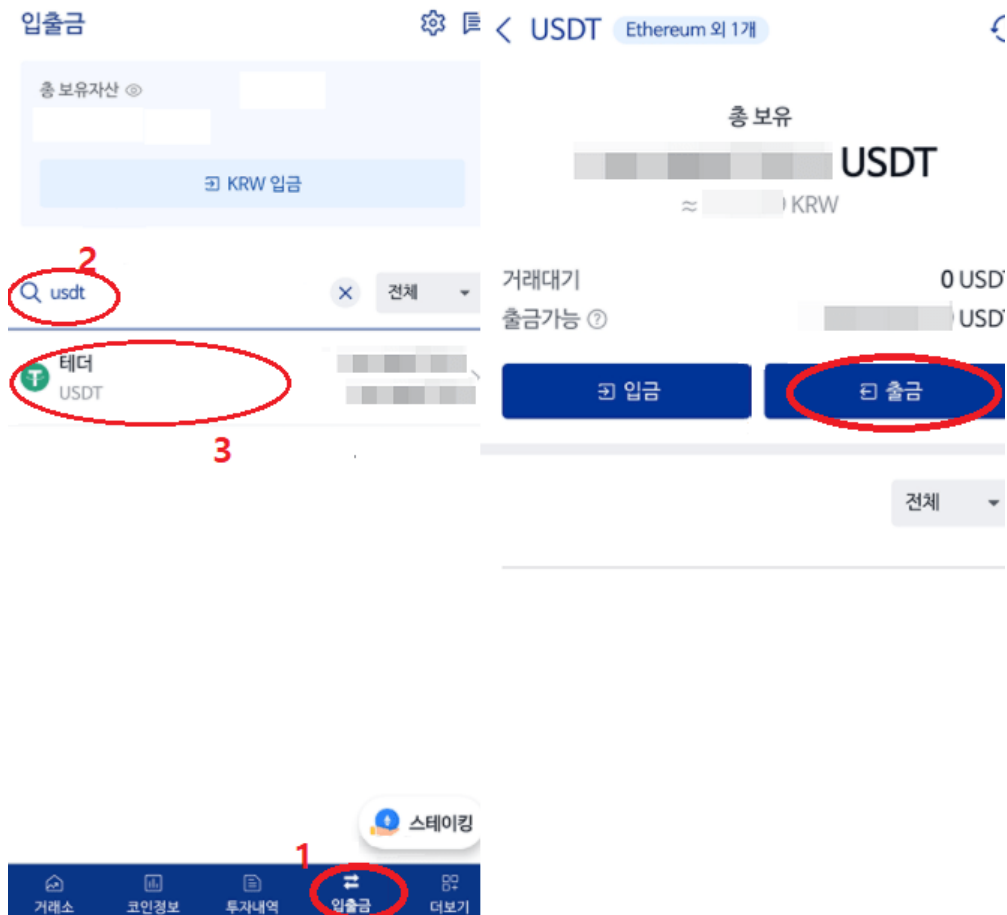 입출금
총 보유자산
KRW 입금
2
usdt
전체
테더
USDT
3
스테이킹
1
거래소
코인정보
투자내역
입출금
더보기
USDT
Ethereum 외 1개
총 보유
USDT
≈
KRW
거래대기
0 USDT
출금가능
USDT
입금
출금
전체